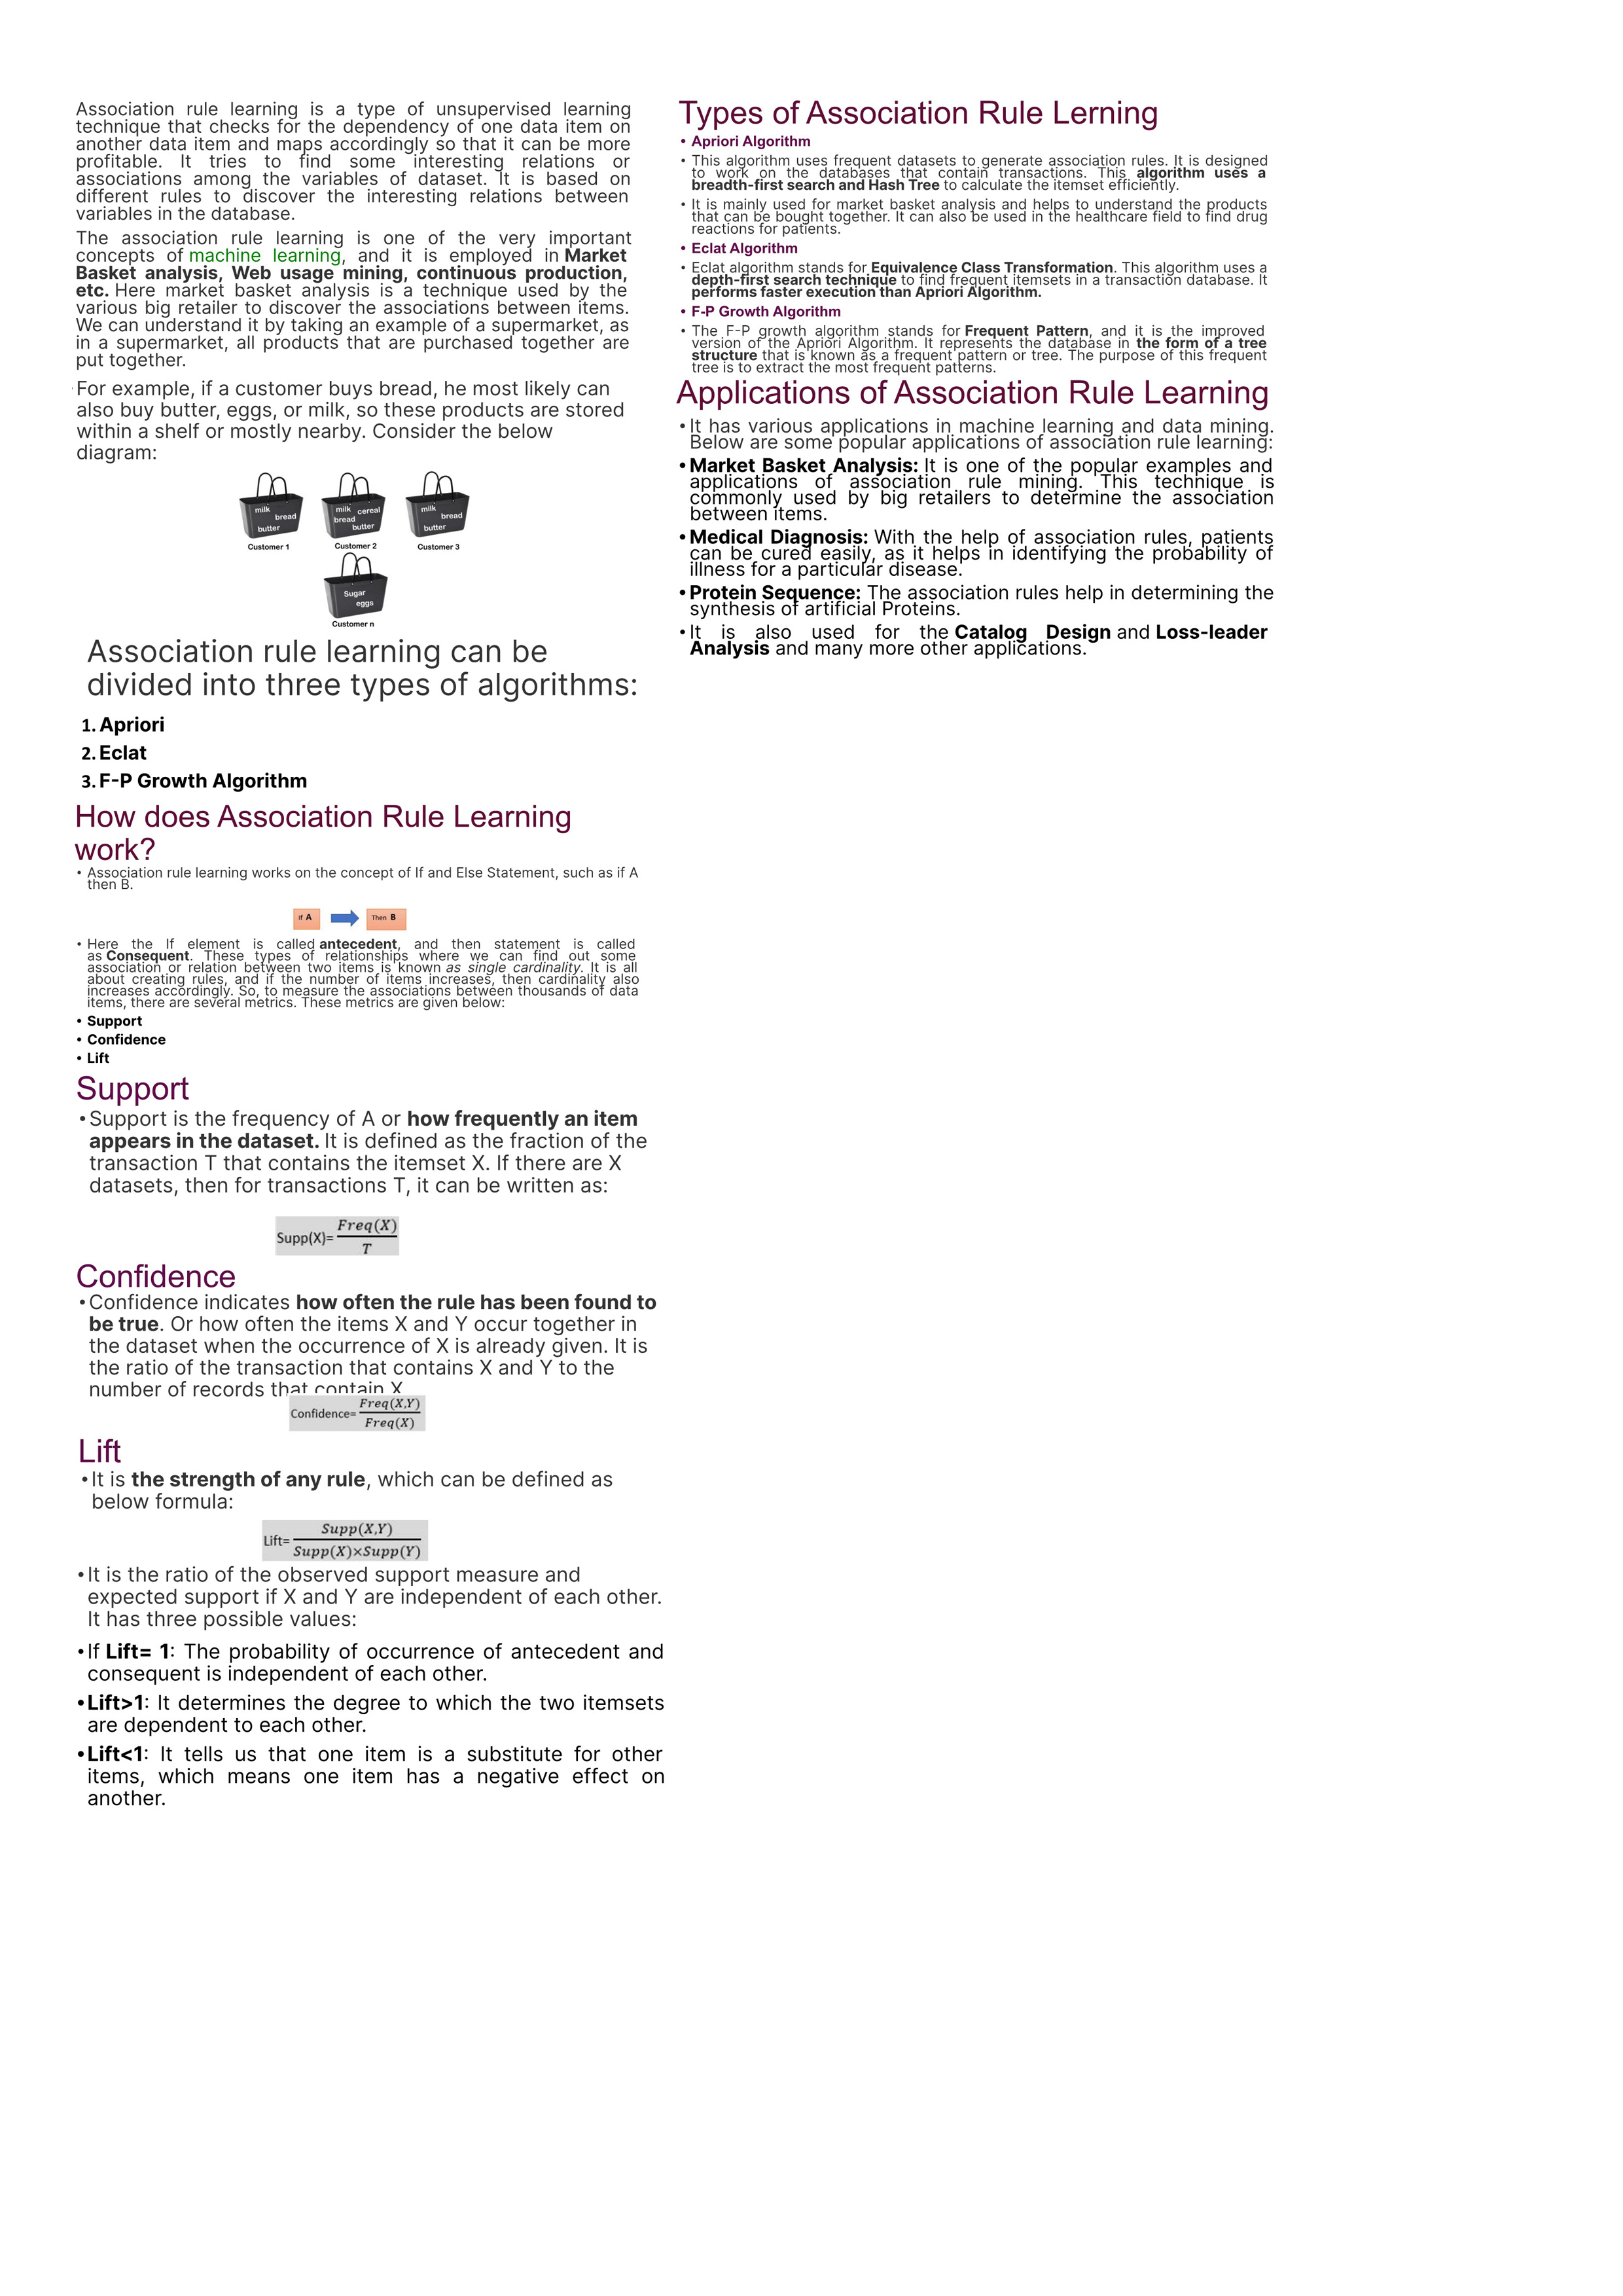 Association rule learning is a type of unsupervised learning
technique that checks for the dependency of one data item on
another data item and maps accordingly so that it can be more
profitable. It tries to find some interesting relations or
associations among the variables of dataset. It is based on
different rules to discover the interesting relations between
variables in the database.
The association rule learning is one of the very important
concepts of machine learning, and it is employed in Market
Basket analysis, Web usage mining, continuous production,
etc. Here market basket analysis is a technique used by the
various big retailer to discover the associations between items.
We can understand it by taking an example of a supermarket, as
in a supermarket, all products that are purchased together are
put together.
For example, if a customer buys bread, he most likely can
also buy butter, eggs, or milk, so these products are stored
within a shelf or mostly nearby. Consider the below
diagram:
milk
bread
butter
Customer 1
milk cereal
bread
butter
Customer 2
milk
bread
butter
Customer 3
Sugar
eggs
Customer n
Association rule learning can be
divided into three types of algorithms:
1. Apriori
2. Eclat
3. F-P Growth Algorithm
How does Association Rule Learning
work?
• Association rule learning works on the concept of If and Else Statement, such as if A
then B.
If A
Then B
• Here the If element is called antecedent, and then statement is called
as Consequent. These types of relationships where we can find out some
association or relation between two items is known as single cardinality. It is all
about creating rules, and if the number of items increases, then cardinality also
increases accordingly. So, to measure the associations between thousands of data
items, there are several metrics. These metrics are given below:
• Support
• Confidence
• Lift
Support
• Support is the frequency of A or how frequently an item
appears in the dataset. It is defined as the fraction of the
transaction T that contains the itemset X. If there are X
datasets, then for transactions T, it can be written as:
Supp(X)= Freq(X) / T
Confidence
• Confidence indicates how often the rule has been found to
be true. Or how often the items X and Y occur together in
the dataset when the occurrence of X is already given. It is
the ratio of the transaction that contains X and Y to the
number of records that contain X
Confidence= Freq(X,Y) / Freq(X)
Lift
• It is the strength of any rule, which can be defined as
below formula:
Lift= Supp(X,Y) / Supp(X)×Supp(Y)
• It is the ratio of the observed support measure and
expected support if X and Y are independent of each other.
It has three possible values:
• If Lift= 1: The probability of occurrence of antecedent and
consequent is independent of each other.
• Lift>1: It determines the degree to which the two itemsets
are dependent to each other.
• Lift<1: It tells us that one item is a substitute for other
items, which means one item has a negative effect on
another.
Types of Association Rule Lerning
• Apriori Algorithm
• This algorithm uses frequent datasets to generate association rules. It is designed
to work on the databases that contain transactions. This algorithm uses a
breadth-first search and Hash Tree to calculate the itemset efficiently.
• It is mainly used for market basket analysis and helps to understand the products
that can be bought together. It can also be used in the healthcare field to find drug
reactions for patients.
• Eclat Algorithm
• Eclat algorithm stands for Equivalence Class Transformation. This algorithm uses a
depth-first search technique to find frequent itemsets in a transaction database. It
performs faster execution than Apriori Algorithm.
• F-P Growth Algorithm
• The F-P growth algorithm stands for Frequent Pattern, and it is the improved
version of the Apriori Algorithm. It represents the database in the form of a tree
structure that is known as a frequent pattern or tree. The purpose of this frequent
tree is to extract the most frequent patterns.
Applications of Association Rule Learning
• It has various applications in machine learning and data mining.
Below are some popular applications of association rule learning:
• Market Basket Analysis: It is one of the popular examples and
applications of association rule mining. This technique is
commonly used by big retailers to determine the association
between items.
• Medical Diagnosis: With the help of association rules, patients
can be cured easily, as it helps in identifying the probability of
illness for a particular disease.
• Protein Sequence: The association rules help in determining the
synthesis of artificial Proteins.
• It is also used for the Catalog Design and Loss-leader
Analysis and many more other applications.